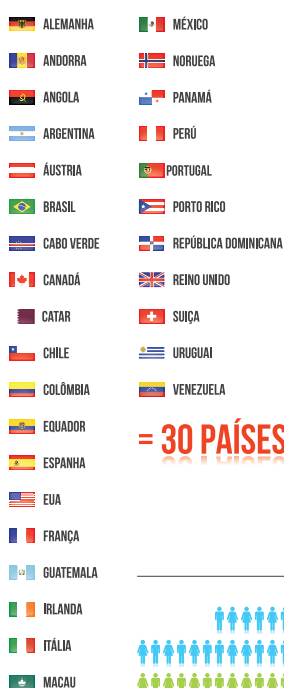 ALEMANHA
ANDORRA
ANGOLA
ARGENTINA
ÁUSTRIA
BRASIL
CABO VERDE
CANADÁ
CATAR
CHILE
COLÔMBIA
EQUADOR
ESPANHA
EUA
FRANÇA
GUATEMALA
IRLANDA
ITÁLIA
MACAU
MÉXICO
NORUEGA
PANAMÁ
PERÚ
PORTUGAL
PORTO RICO
REPÚBLICA DOMINICANA
REINO UNIDO
SUIÇA
URUGUAI
VENEZUELA
= 30 PAÍSES